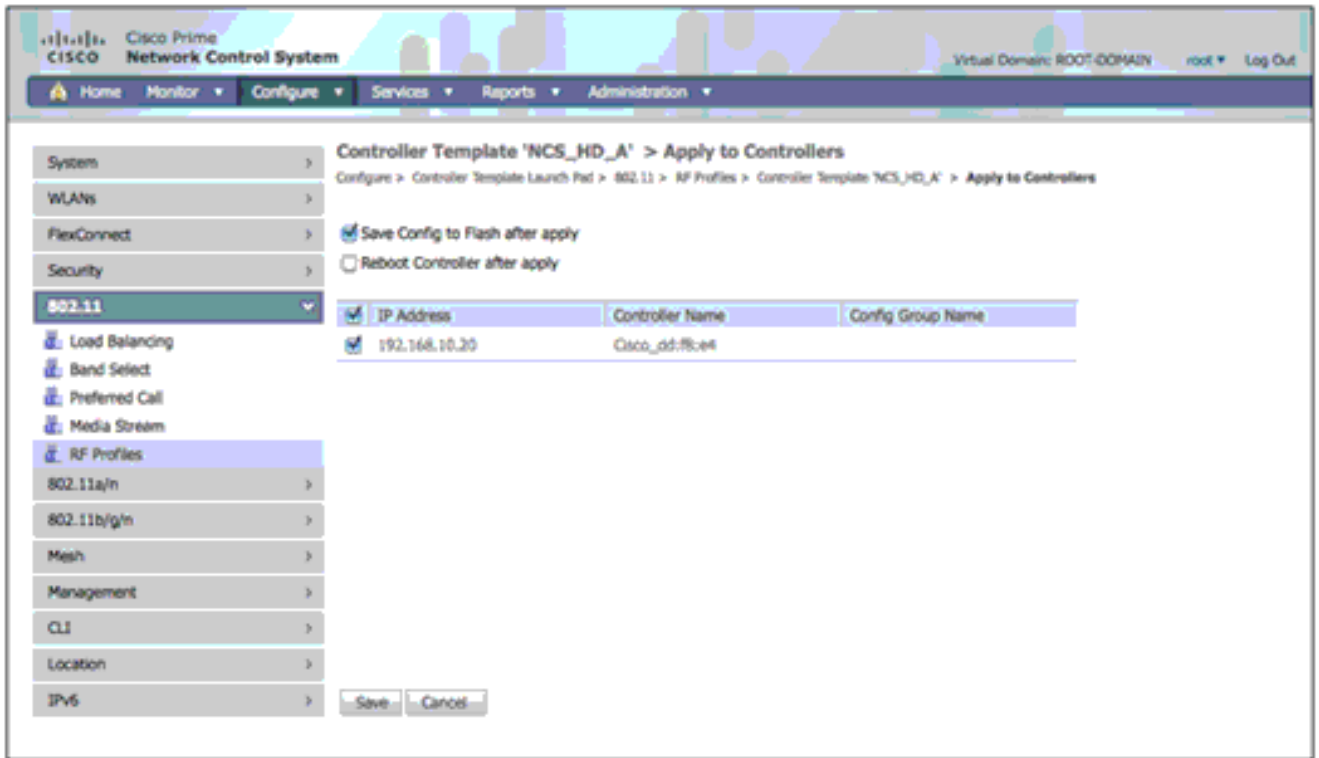 Cisco Prime
CISCO Network Control System
Virtual Domain: ROOT-DOMAIN root Log Out
Home Monitor Configure Services Reports Administration
System
WLANs
FlexConnect
Security
802.11
Load Balancing
Band Select
Preferred Call
Media Stream
RF Profiles
802.11a/n
802.11b/g/n
Mesh
Management
CLI
Location
IPv6
Controller Template 'NCS_HD_A' > Apply to Controllers
Configure > Controller Template Launch Pad > 802.11 > RF Profiles > Controller Template 'NCS_HD_A' > Apply to Controllers
Save Config to Flash after apply
Reboot Controller after apply
IP Address Controller Name Config Group Name
192.168.10.20 Cisco_dd:f8:e4
Save Cancel